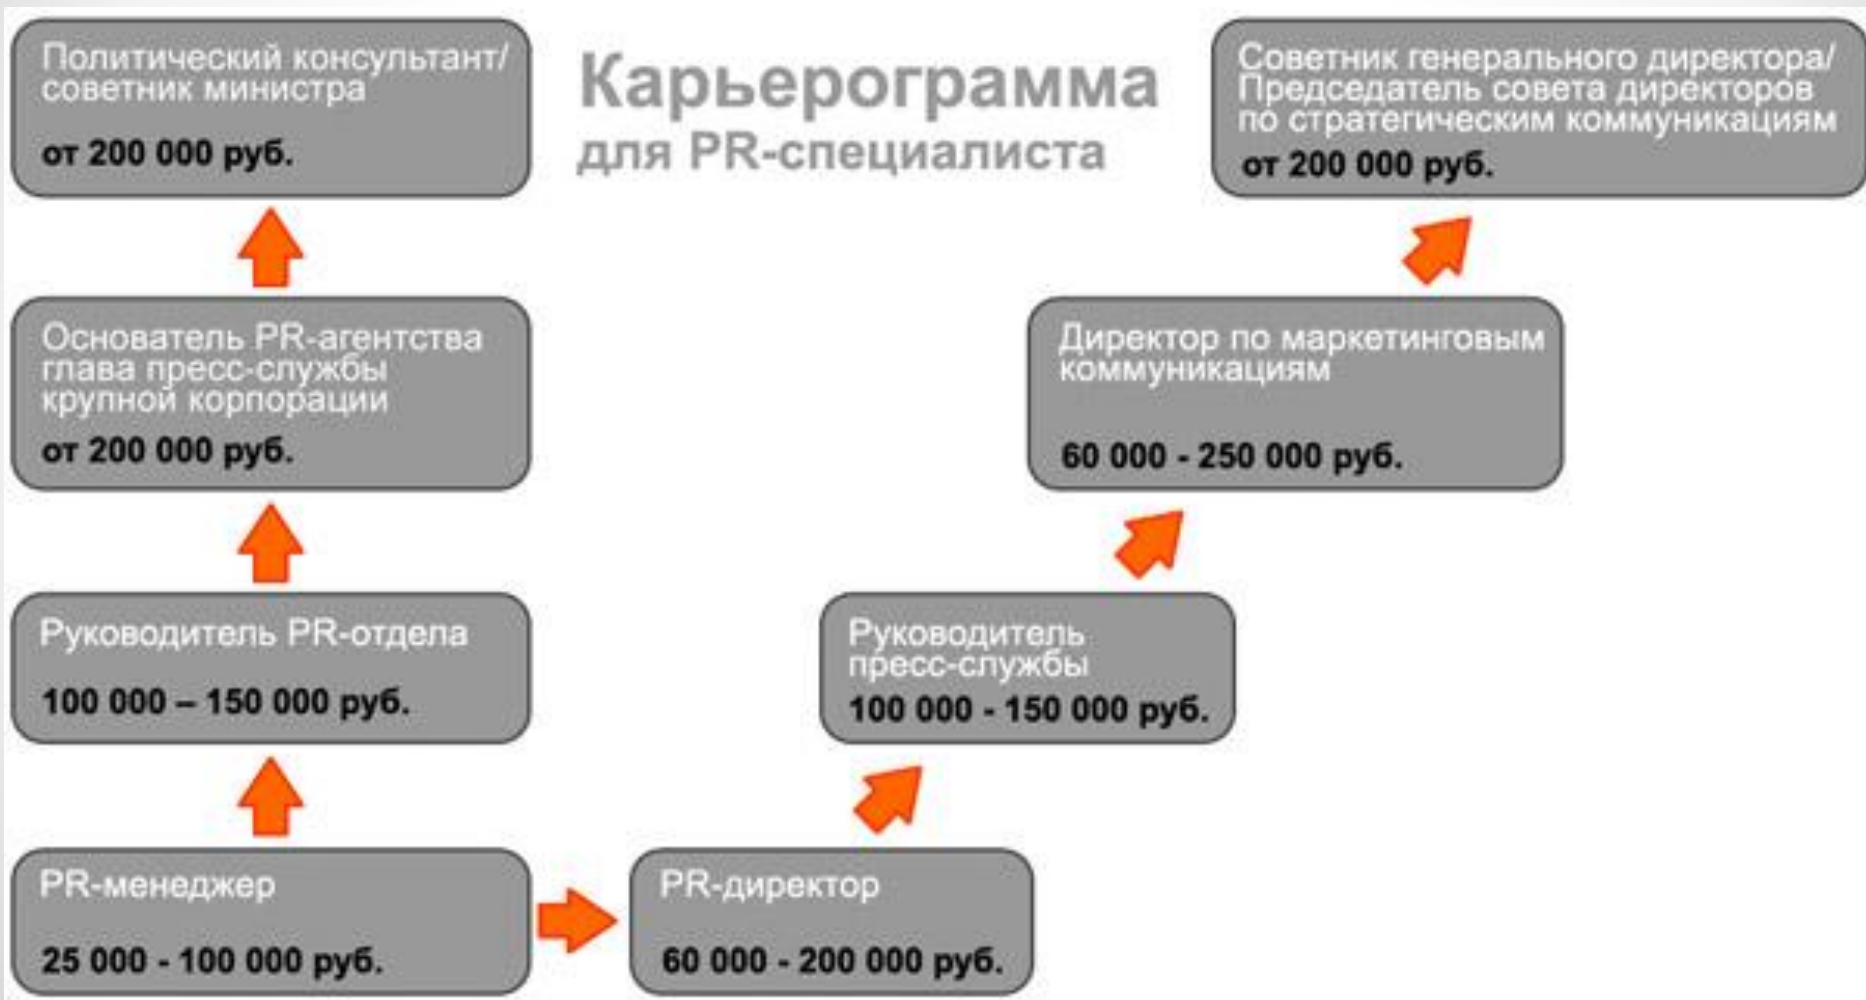 Политический консультант/
советник министра
от 200 000 руб.
Карьерограмма
для PR-специалиста
Советник генерального директора/
Председатель совета директоров
по стратегическим коммуникациям
от 200 000 руб.
Основатель PR-агентства
глава пресс-службы
крупной корпорации
от 200 000 руб.
Директор по маркетинговым
коммуникациям
60 000 - 250 000 руб.
Руководитель PR-отдела
100 000 – 150 000 руб.
Руководитель
пресс-службы
100 000 - 150 000 руб.
PR-менеджер
25 000 - 100 000 руб.
PR-директор
60 000 - 200 000 руб.